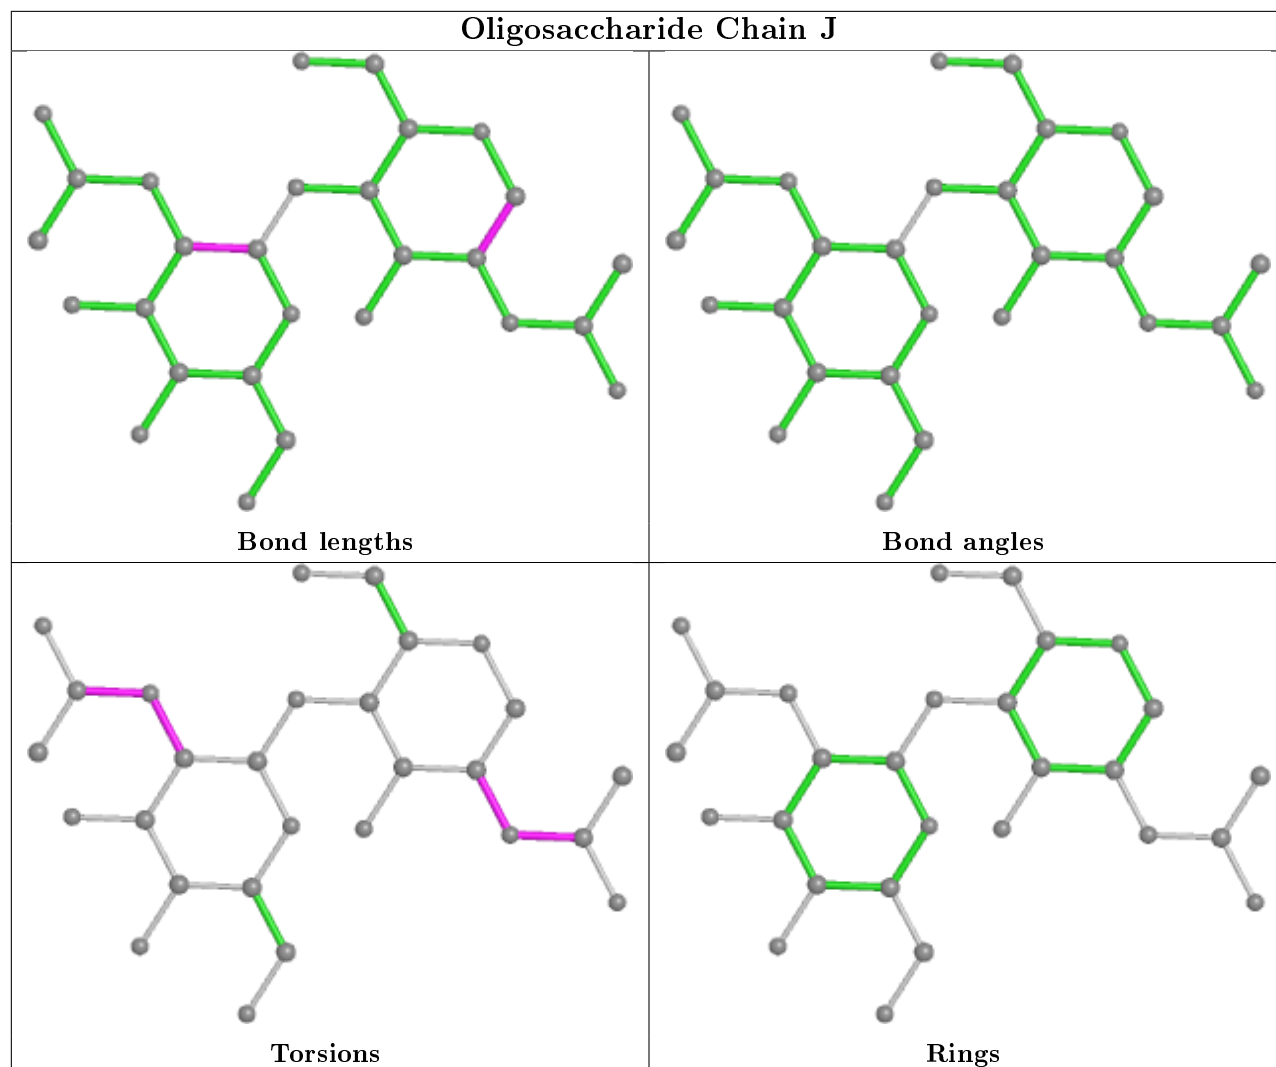 Oligosaccharide Chain J
Bond lengths
Bond angles
Torsions
Rings